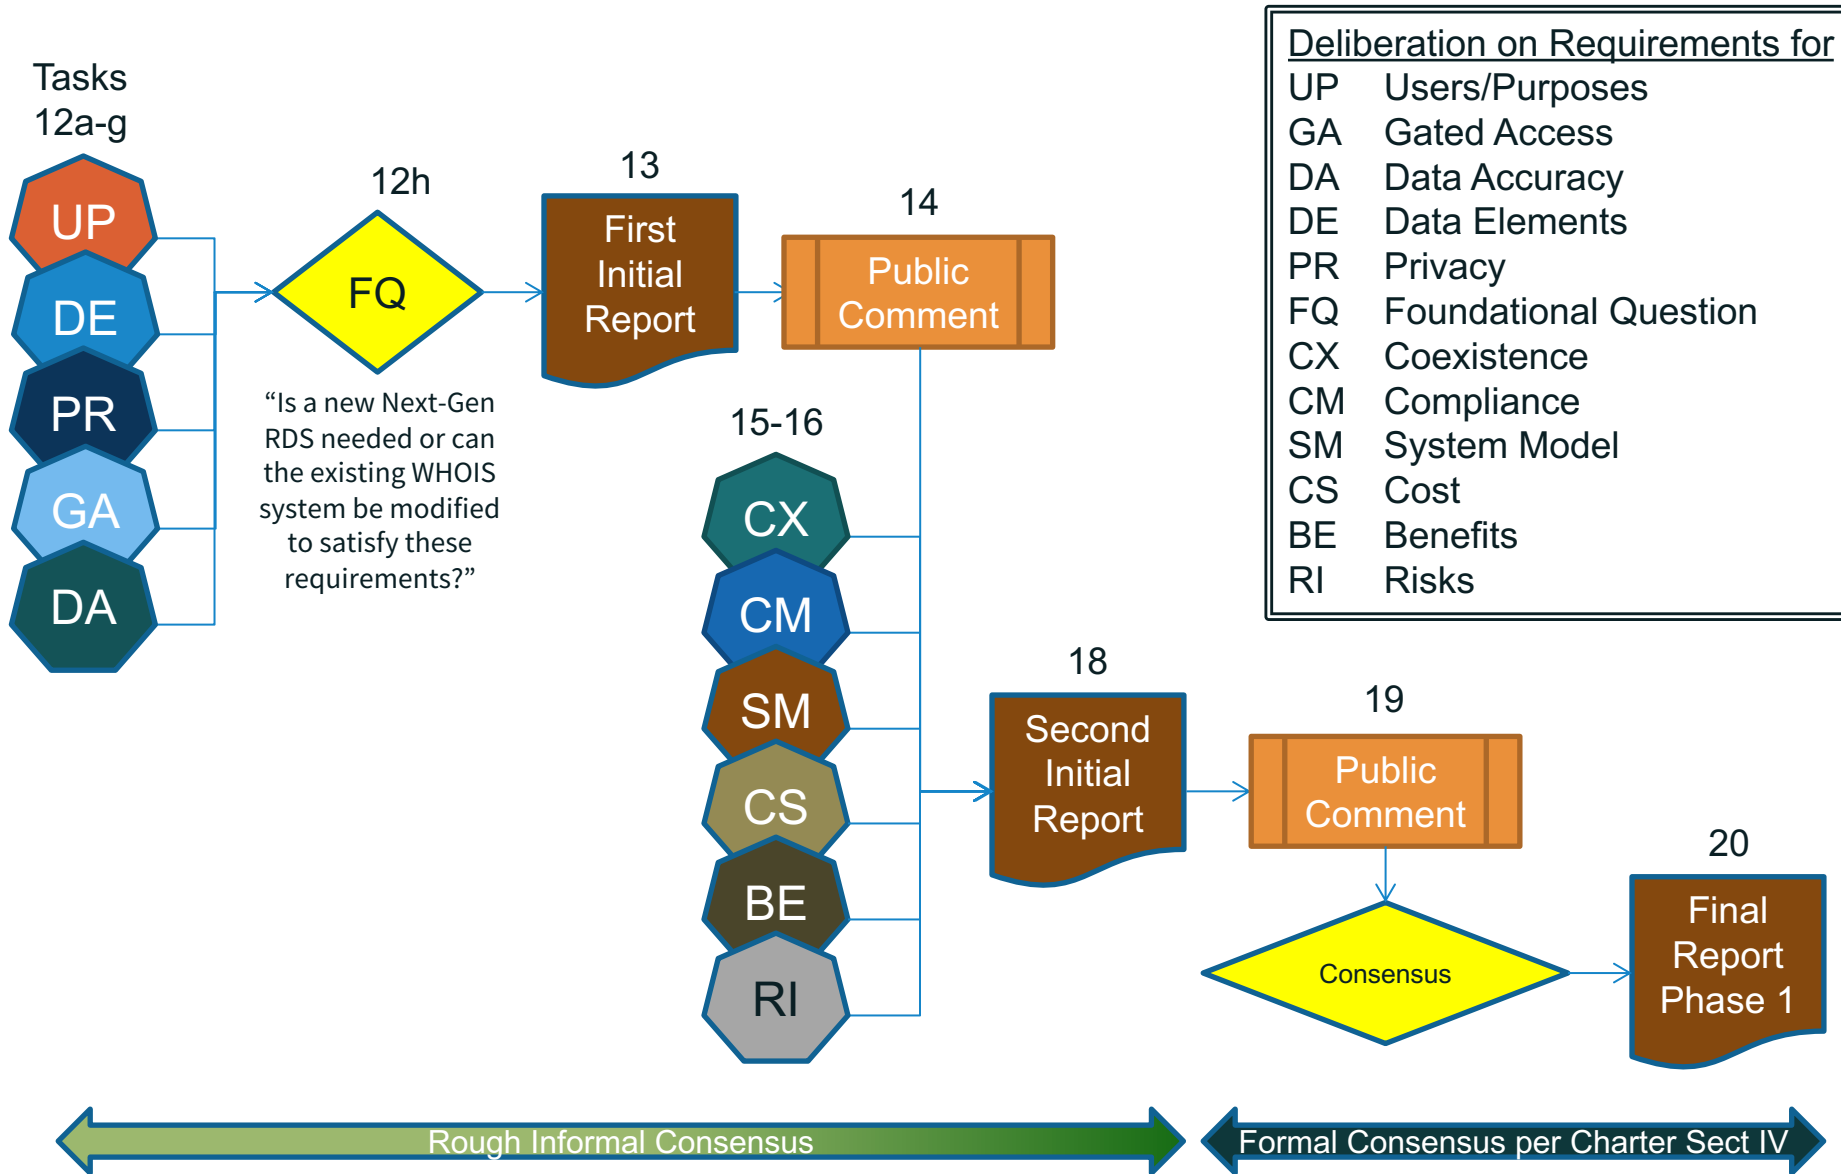 Tasks
12a-g
UP
DE
PR
GA
DA
12h
FQ
“Is a new Next-Gen
RDS needed or can
the existing WHOIS
system be modified
to satisfy these
requirements?”
13
First
Initial
Report
14
Public
Comment
15-16
CX
CM
SM
CS
BE
RI
18
Second
Initial
Report
19
Public
Comment
Consensus
20
Final
Report
Phase 1
Deliberation on Requirements for
UP Users/Purposes
GA Gated Access
DA Data Accuracy
DE Data Elements
PR Privacy
FQ Foundational Question
CX Coexistence
CM Compliance
SM System Model
CS Cost
BE Benefits
RI Risks
Rough Informal Consensus
Formal Consensus per Charter Sect IV